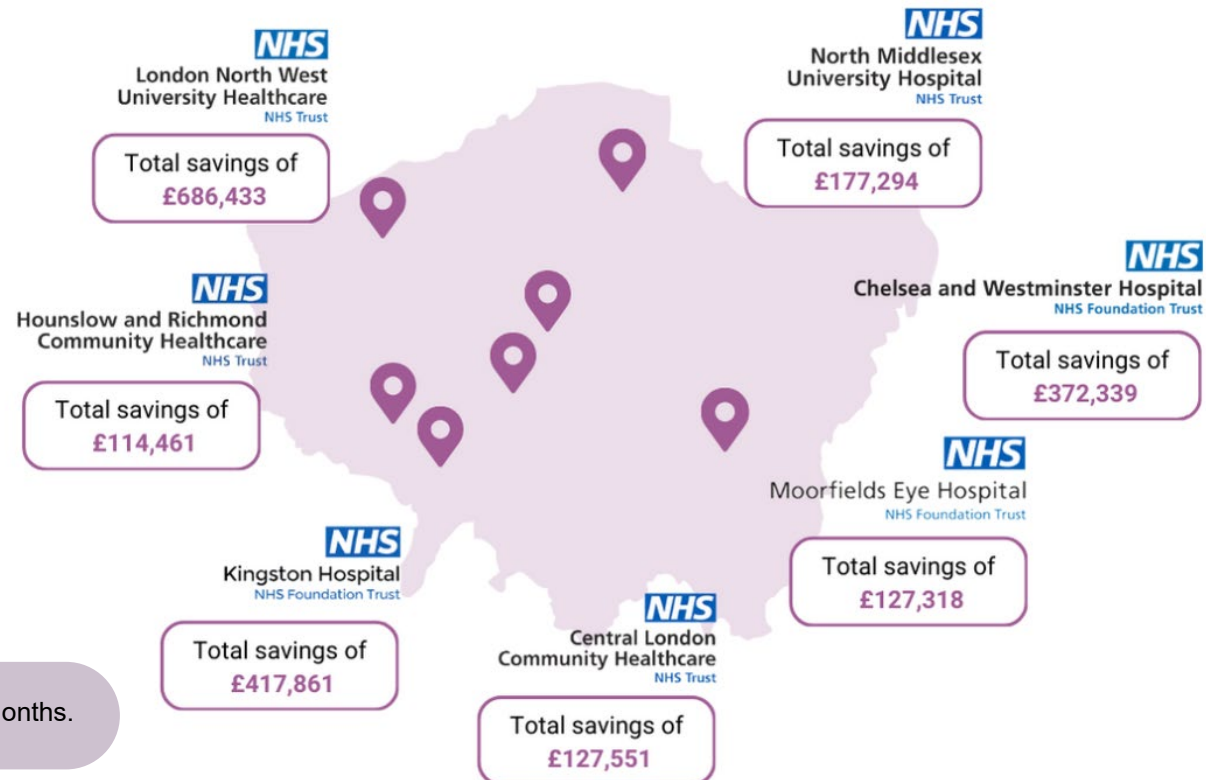 NHS
London North West
University Healthcare
NHS Trust
Total savings of
£686,433
NHS
North Middlesex
University Hospital
NHS Trust
Total savings of
£177,294
NHS
Hounslow and Richmond
Community Healthcare
NHS Trust
Total savings of
£114,461
NHS
Chelsea and Westminster Hospital
NHS Foundation Trust
Total savings of
£372,339
NHS
Moorfields Eye Hospital
NHS Foundation Trust
Total savings of
£127,318
NHS
Kingston Hospital
NHS Foundation Trust
Total savings of
£417,861
NHS
Central London
Community Healthcare
NHS Trust
Total savings of
£127,551